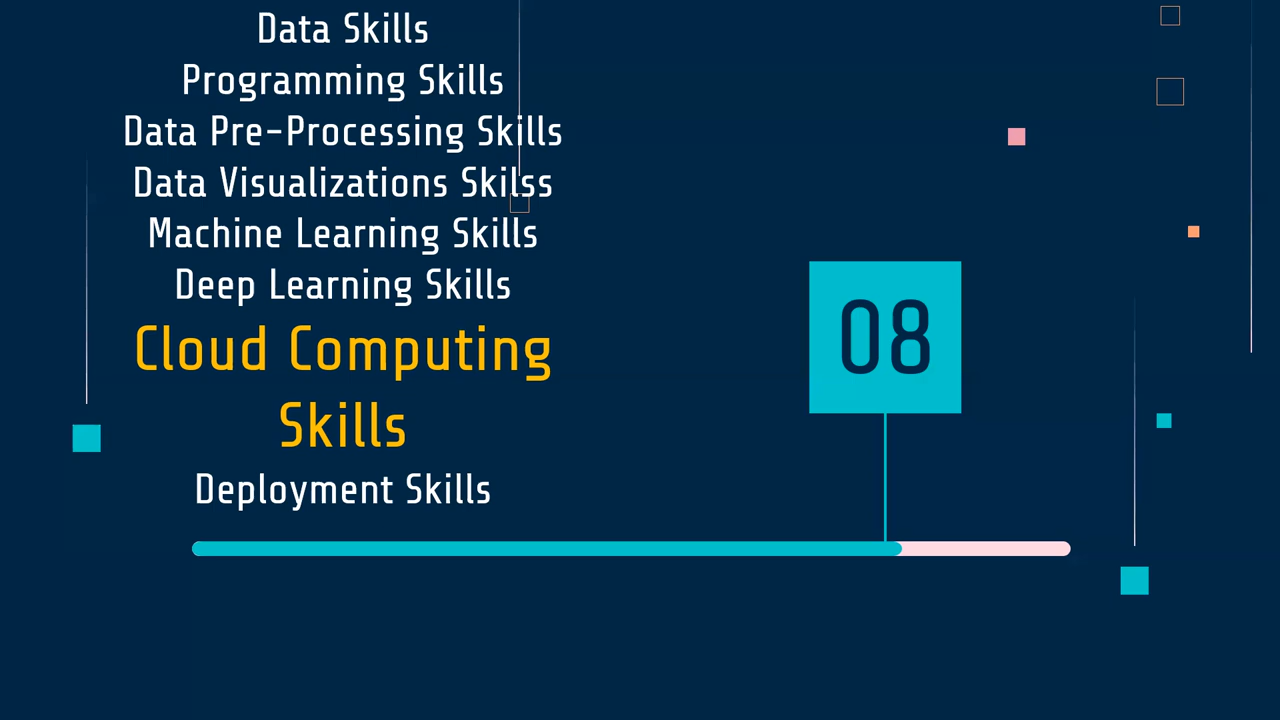 Data Skills
Programming Skills
Data Pre-Processing Skills
Data Visualizations Skilss
Machine Learning Skills
Deep Learning Skills
Cloud Computing
Skills
Deployment Skills
08